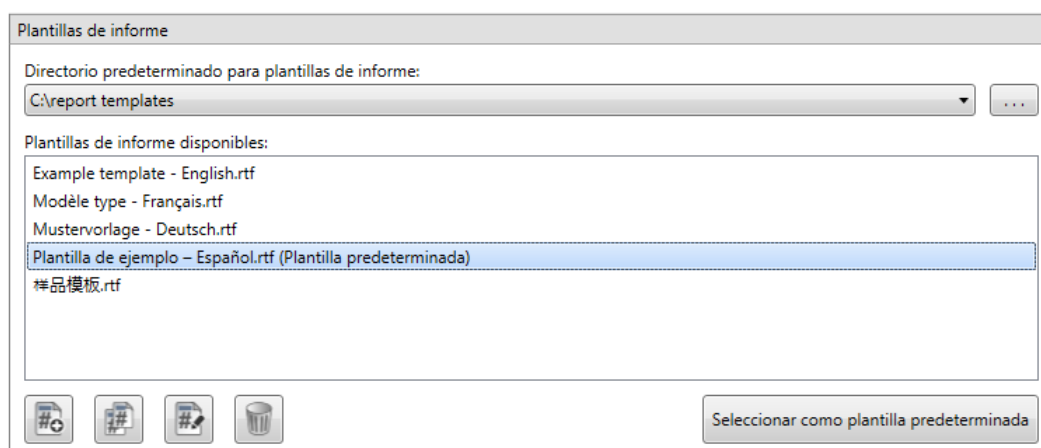 Plantillas de informe
Directorio predeterminado para plantillas de informe:
C:\report templates
...
Plantillas de informe disponibles:
Example template - English.rtf
Modèle type - Français.rtf
Mustervorlage - Deutsch.rtf
Plantilla de ejemplo – Español.rtf (Plantilla predeterminada)
样品模板.rtf
# # #
Seleccionar como plantilla predeterminada